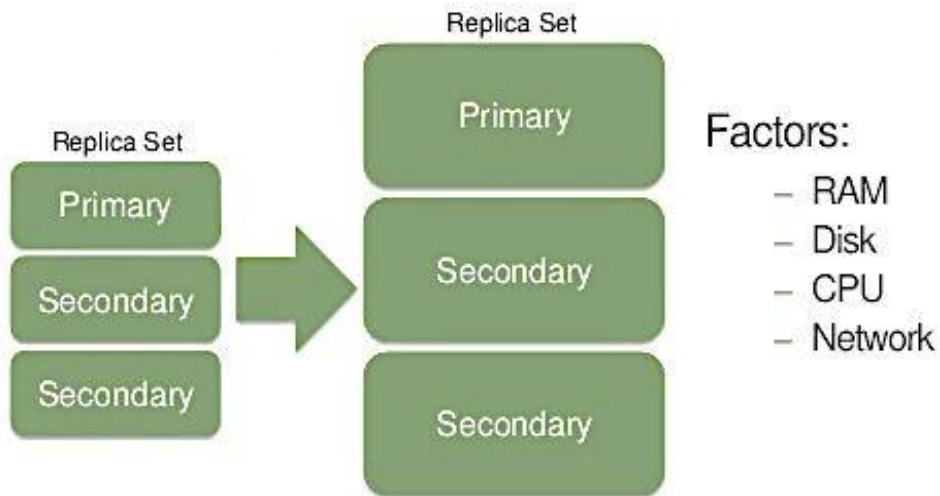 Replica Set
Primary
Secondary
Secondary
Replica Set
Primary
Secondary
Secondary
Factors:
– RAM
– Disk
– CPU
– Network